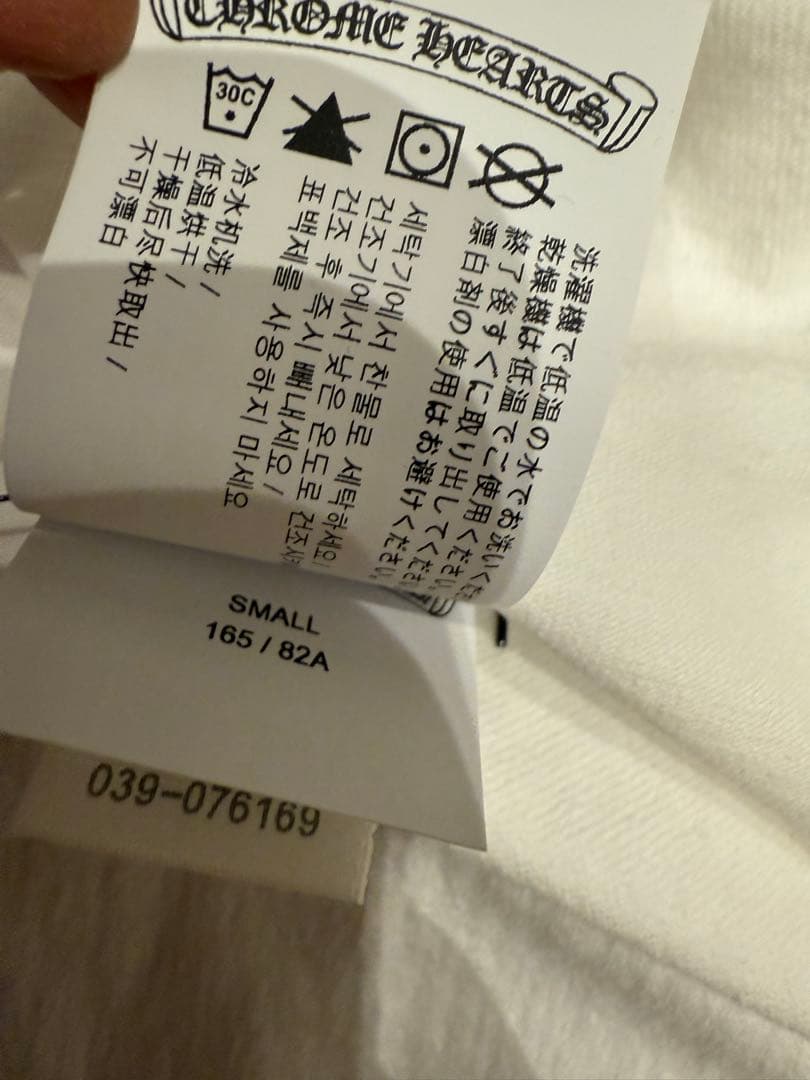 CHROME HEARTS
30C
洗濯機で低温の水でお洗いくだ
乾燥機は低温でご使用ください
終了後すぐに取り出してくださ
漂白剤の使用はお避けください。
세탁기에서 찬물로 세탁하세요/
건조기에서 낮은 온도로 건조시
건조 후 즉시 빼내세요/
표백제를 사용하지 마세요
冷水机洗/
低温烘干/
干燥后尽快取出/
不可漂白
SMALL
165 / 82A
039-076169